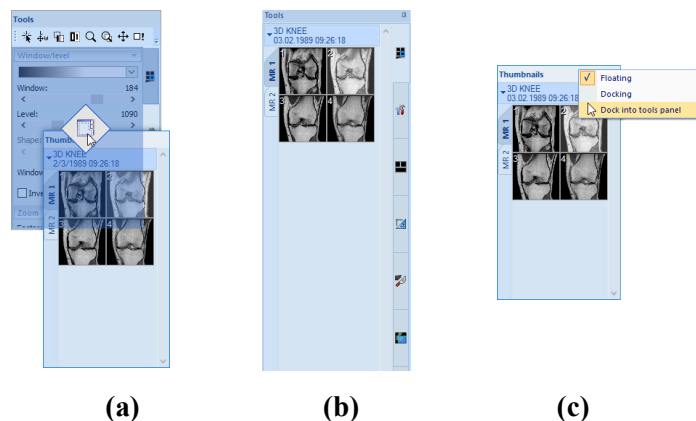 Tools
Window/level
Window: 184
Level: 1090
Shape:
Window
Inve
Zoom
Thumb
3D KNEE
2/3/1989 09:26:18
MR 1
MR 2
1
2
3
4
Tools
3D KNEE
03.02.1989 09:26:18
MR 1
MR 2
1
2
3
4
Thumbnails
3D KNEE
03.02.1989 09:26:18
MR 1
MR 2
3
4
Floating
Docking
Dock into tools panel
(a) (b) (c)